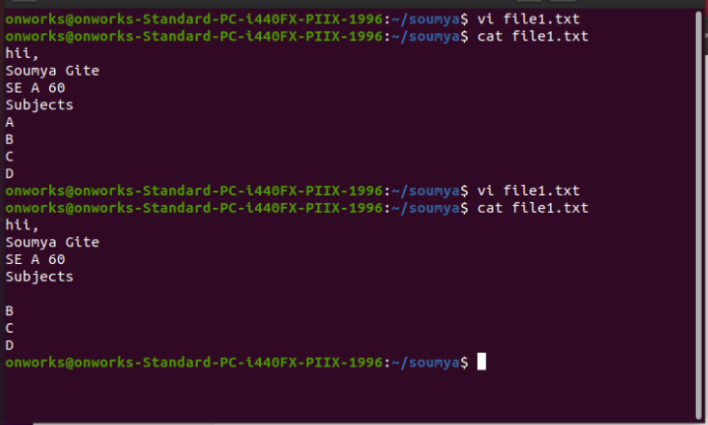 onworks@onworks-Standard-PC-i440FX-PIIX-1996:~/soumya$ vi file1.txt
onworks@onworks-Standard-PC-i440FX-PIIX-1996:~/soumya$ cat file1.txt
hii,
Soumya Gite
SE A 60
Subjects
A
B
C
D
onworks@onworks-Standard-PC-i440FX-PIIX-1996:~/soumya$ vi file1.txt
onworks@onworks-Standard-PC-i440FX-PIIX-1996:~/soumya$ cat file1.txt
hii,
Soumya Gite
SE A 60
Subjects

B
C
D
onworks@onworks-Standard-PC-i440FX-PIIX-1996:~/soumya$